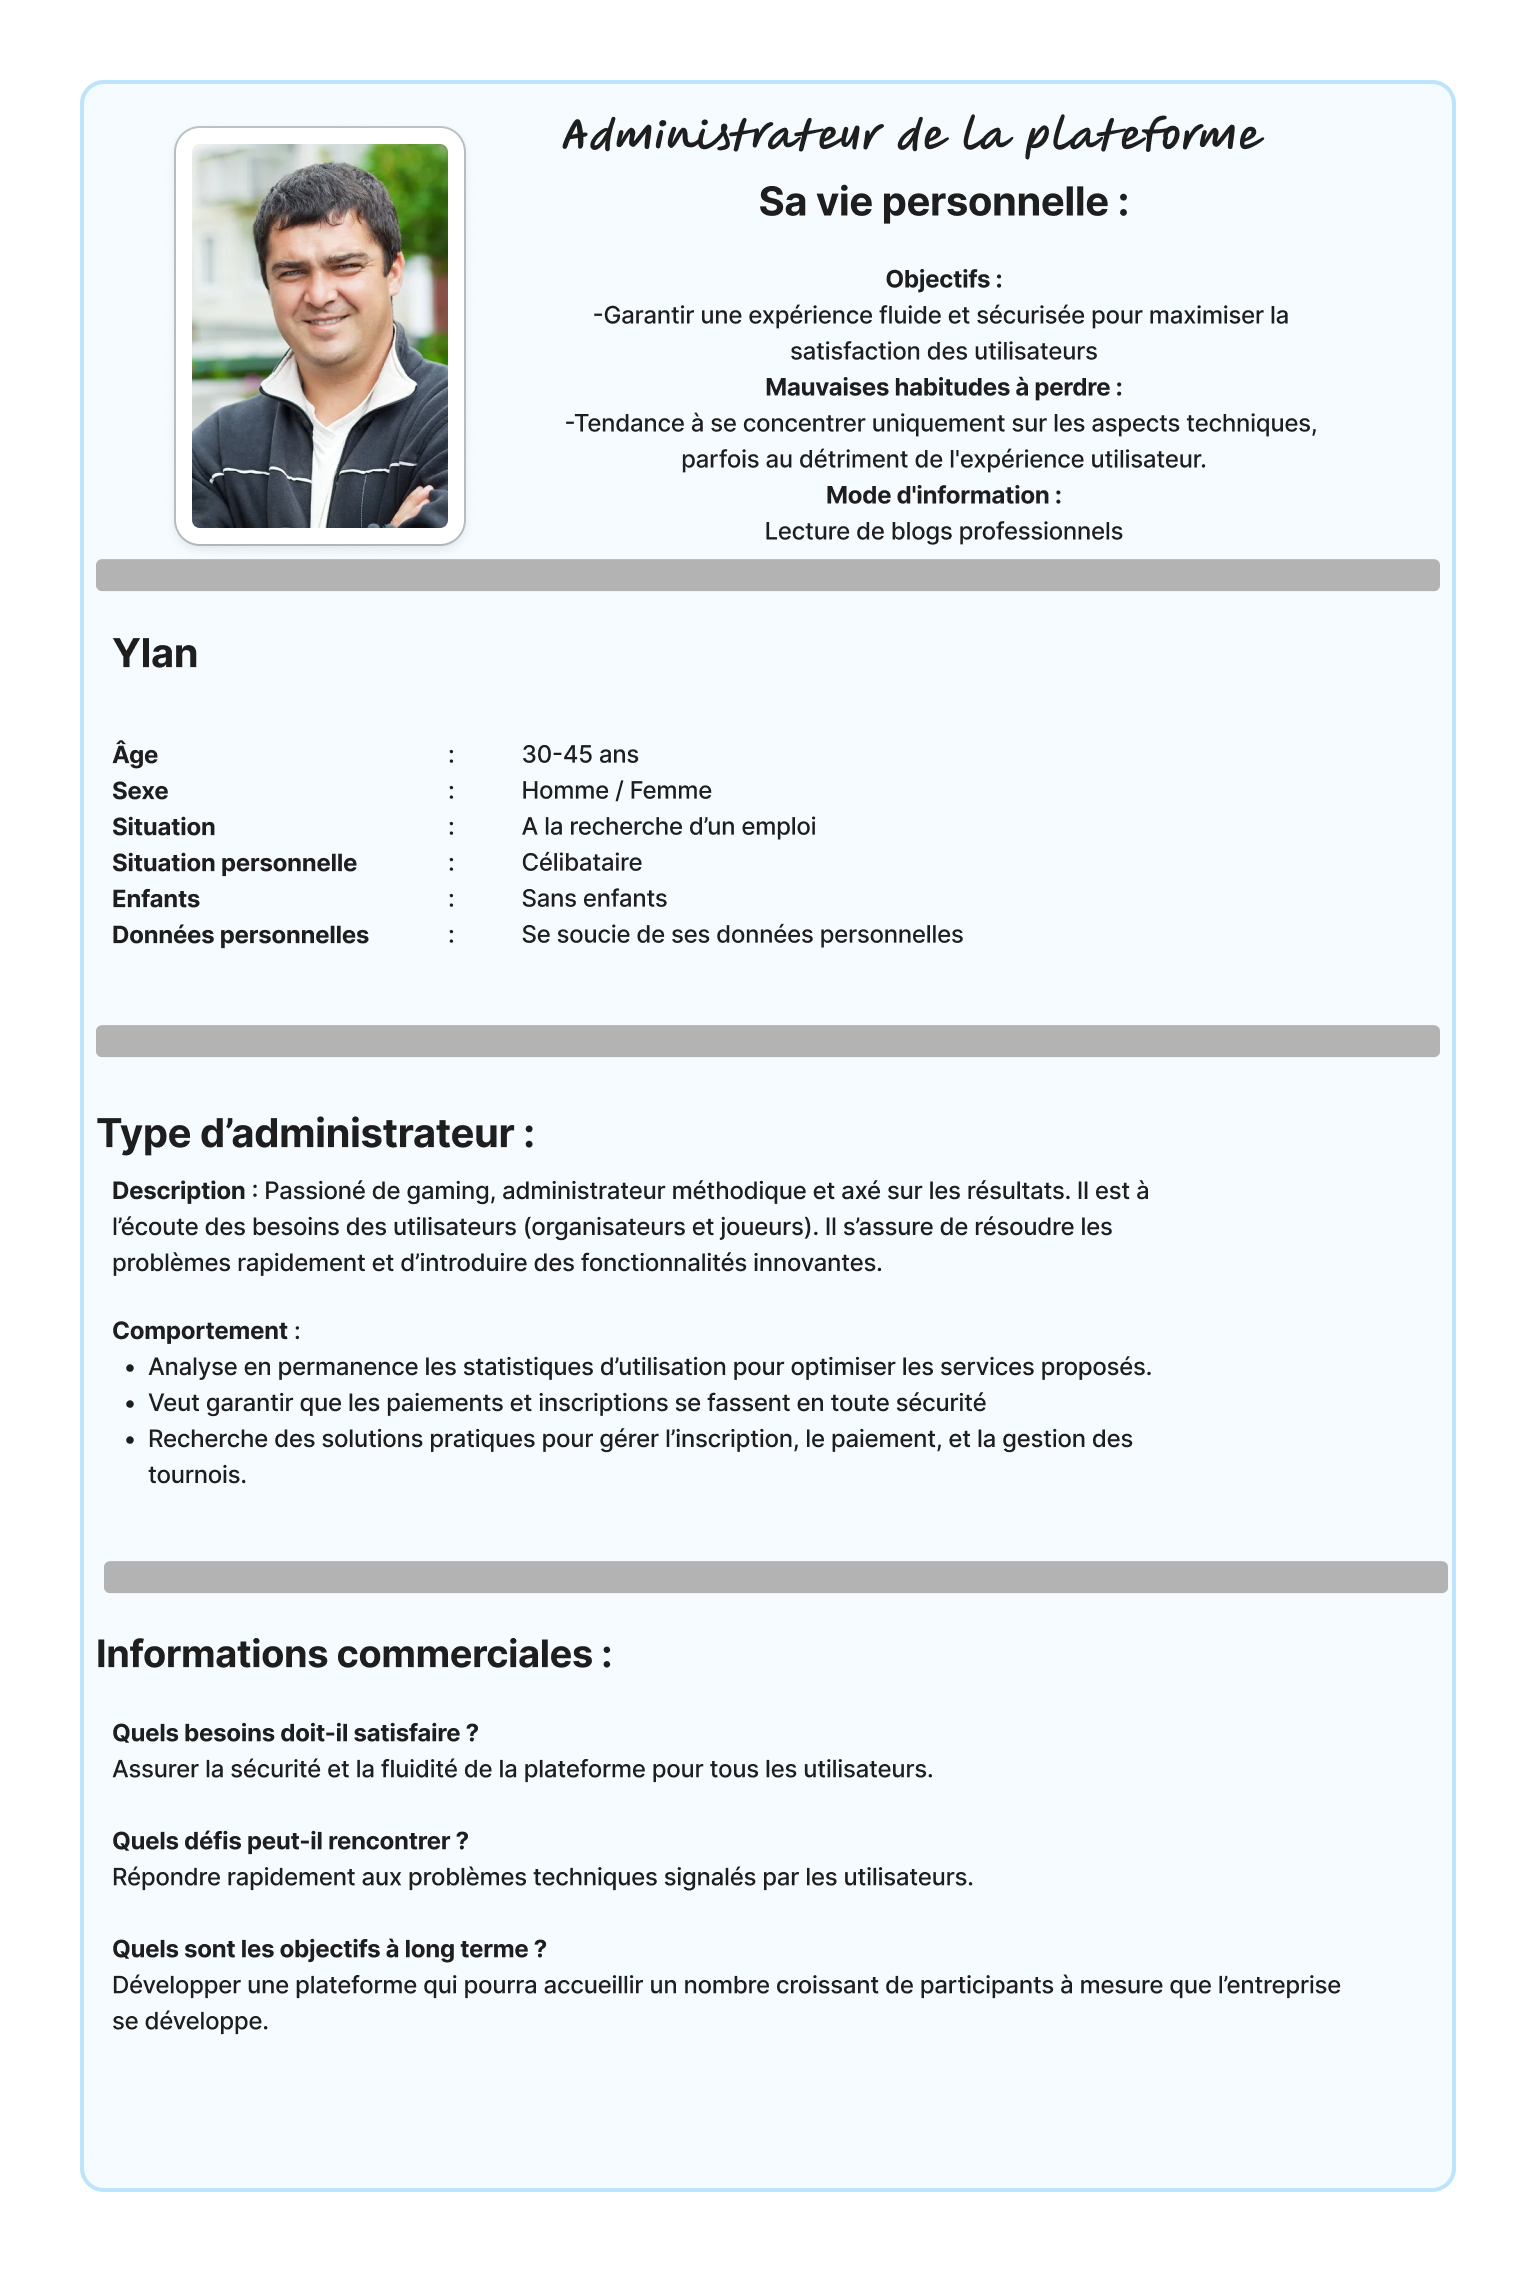 Administrateur de la plateforme
Sa vie personnelle :
Objectifs :
-Garantir une expérience fluide et sécurisée pour maximiser la
satisfaction des utilisateurs
Mauvaises habitudes à perdre :
-Tendance à se concentrer uniquement sur les aspects techniques,
parfois au détriment de l'expérience utilisateur.
Mode d'information :
Lecture de blogs professionnels
Ylan
Âge : 30-45 ans
Sexe : Homme / Femme
Situation : A la recherche d’un emploi
Situation personnelle : Célibataire
Enfants : Sans enfants
Données personnelles : Se soucie de ses données personnelles
Type d’administrateur :
Description : Passioné de gaming, administrateur méthodique et axé sur les résultats. Il est à
l’écoute des besoins des utilisateurs (organisateurs et joueurs). Il s’assure de résoudre les
problèmes rapidement et d’introduire des fonctionnalités innovantes.
Comportement :
• Analyse en permanence les statistiques d’utilisation pour optimiser les services proposés.
• Veut garantir que les paiements et inscriptions se fassent en toute sécurité
• Recherche des solutions pratiques pour gérer l’inscription, le paiement, et la gestion des
tournois.
Informations commerciales :
Quels besoins doit-il satisfaire ?
Assurer la sécurité et la fluidité de la plateforme pour tous les utilisateurs.
Quels défis peut-il rencontrer ?
Répondre rapidement aux problèmes techniques signalés par les utilisateurs.
Quels sont les objectifs à long terme ?
Développer une plateforme qui pourra accueillir un nombre croissant de participants à mesure que l’entreprise
se développe.